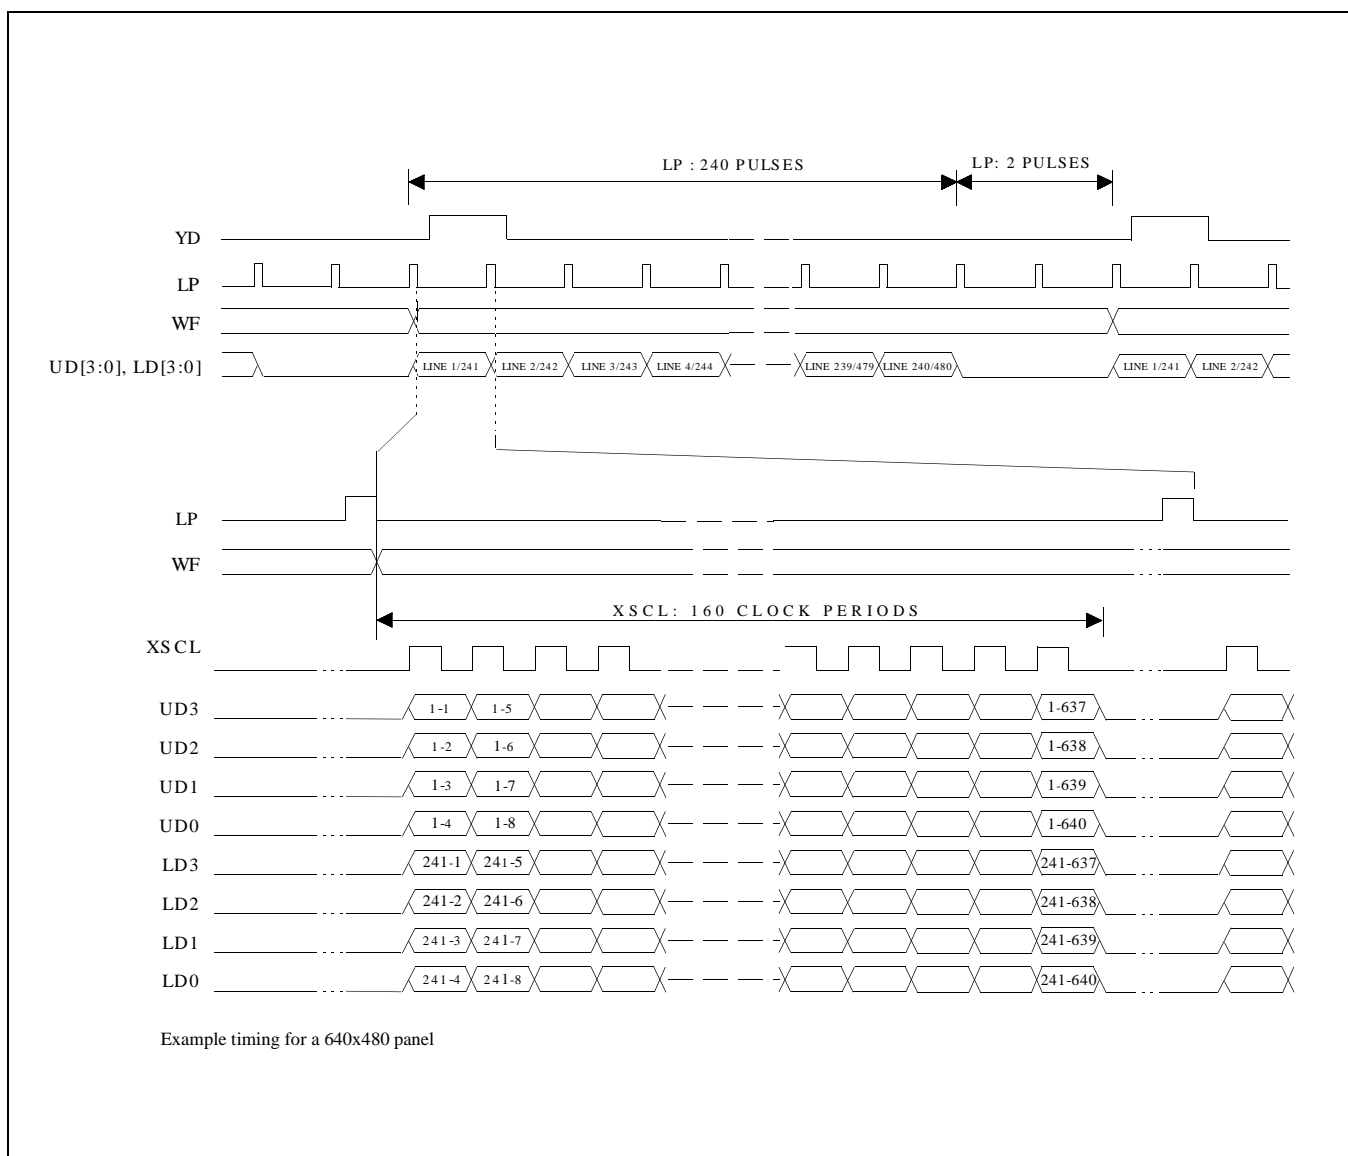 LP : 240 PULSES LP: 2 PULSES
YD
LP
WF
UD[3:0], LD[3:0] LINE 1/241 LINE 2/242 LINE 3/243 LINE 4/244 LINE 239/479 LINE 240/480 LINE 1/241 LINE 2/242
LP
WF
XSCL: 160 CLOCK PERIODS
XSCL
UD3 1-1 1-5 1-637
UD2 1-2 1-6 1-638
UD1 1-3 1-7 1-639
UD0 1-4 1-8 1-640
LD3 241-1 241-5 241-637
LD2 241-2 241-6 241-638
LD1 241-3 241-7 241-639
LD0 241-4 241-8 241-640
Example timing for a 640x480 panel